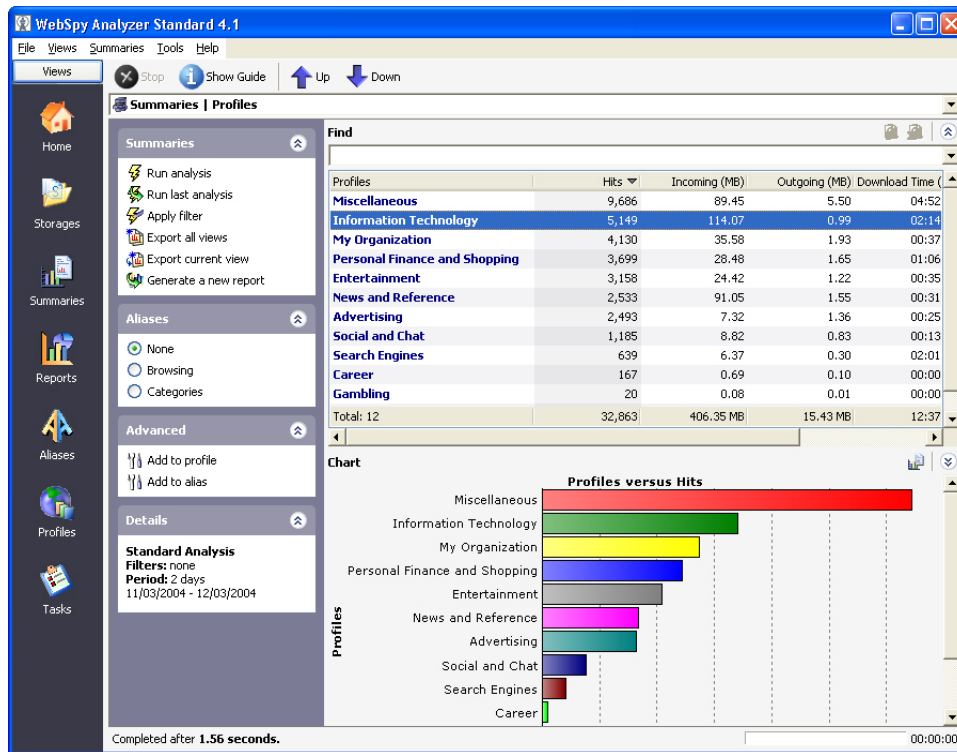 WebSpy Analyzer Standard 4.1
File Views Summaries Tools Help
Views
Stop Show Guide Up Down
Summaries | Profiles
Home
Storages
Summaries
Reports
Aliases
Profiles
Tasks
Summaries
Run analysis
Run last analysis
Apply filter
Export all views
Export current view
Generate a new report
Aliases
None
Browsing
Categories
Advanced
Add to profile
Add to alias
Details
Standard Analysis
Filters: none
Period: 2 days
11/03/2004 - 12/03/2004
Find
Profiles Hits Incoming (MB) Outgoing (MB) Download Time (
Miscellaneous 9,686 89.45 5.50 04:52
Information Technology 5,149 114.07 0.99 02:14
My Organization 4,130 35.58 1.93 00:37
Personal Finance and Shopping 3,699 28.48 1.65 01:06
Entertainment 3,158 24.42 1.22 00:35
News and Reference 2,533 91.05 1.55 00:31
Advertising 2,493 7.32 1.36 00:25
Social and Chat 1,185 8.82 0.83 00:13
Search Engines 639 6.37 0.30 02:01
Career 167 0.69 0.10 00:00
Gambling 20 0.08 0.01 00:00
Total: 12 32,863 406.35 MB 15.43 MB 12:37
Chart
Profiles versus Hits
Profiles
Miscellaneous
Information Technology
My Organization
Personal Finance and Shopping
Entertainment
News and Reference
Advertising
Social and Chat
Search Engines
Career
Completed after 1.56 seconds.
00:00:00